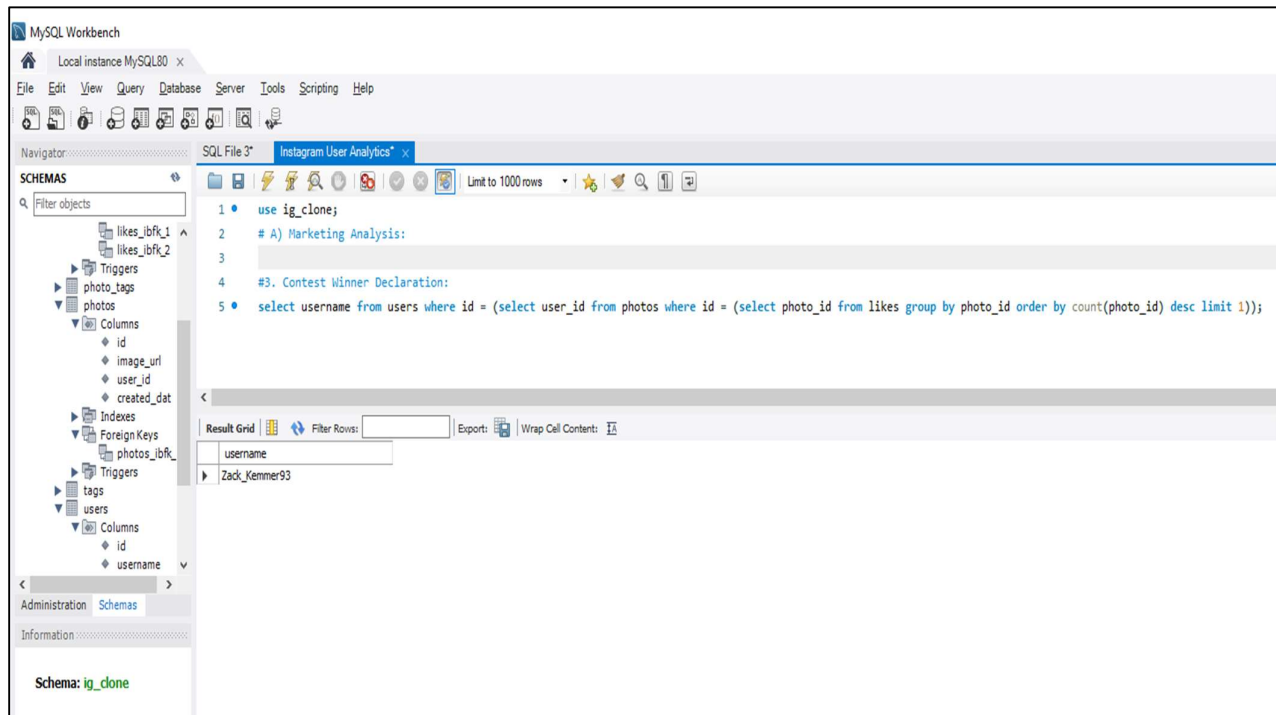 MySQL Workbench
Local instance MySQL80 ×
File Edit View Query Database Server Tools Scripting Help
Navigator
SCHEMAS
Filter objects
likes_ibfk_1
likes_ibfk_2
Triggers
photo_tags
photos
Columns
id
image_url
user_id
created_dat
Indexes
Foreign Keys
photos_ibfk_
Triggers
tags
users
Columns
id
username
Administration Schemas
Information
Schema: ig_clone
SQL File 3* Instagram User Analytics* ×
Limit to 1000 rows
1 use ig_clone;
2 # A) Marketing Analysis:
3
4 #3. Contest Winner Declaration:
5 select username from users where id = (select user_id from photos where id = (select photo_id from likes group by photo_id order by count(photo_id) desc limit 1));
Result Grid Filter Rows: Export: Wrap Cell Content:
username
Zack_Kemmer93